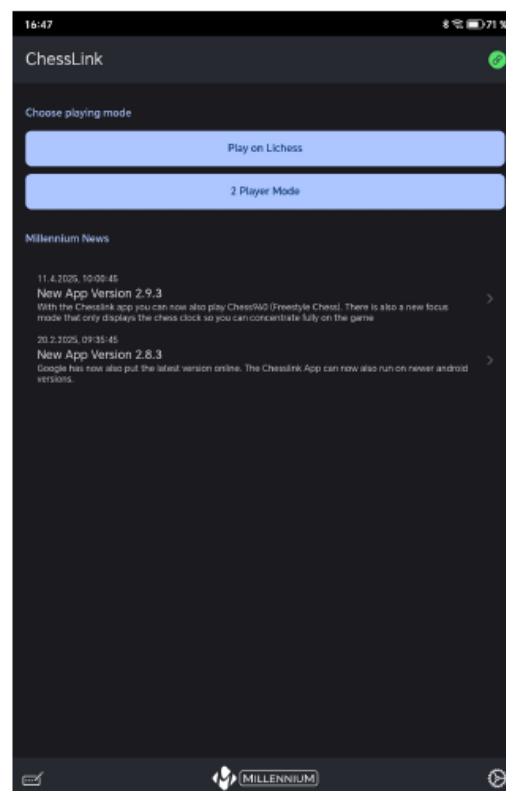 16:47
71 %
ChessLink
Choose playing mode
Play on Lichess
2 Player Mode
Millennium News
11.4.2025, 10:00:45
New App Version 2.9.3
With the Chesslink app you can now also play Chess960 (Freestyle Chess). There is also a new focus
mode that only displays the chess clock so you can concentrate fully on the game
20.2.2025, 09:35:45
New App Version 2.8.3
Google has now also put the latest version online. The Chesslink App can now also run on newer android
versions.
MILLENNIUM